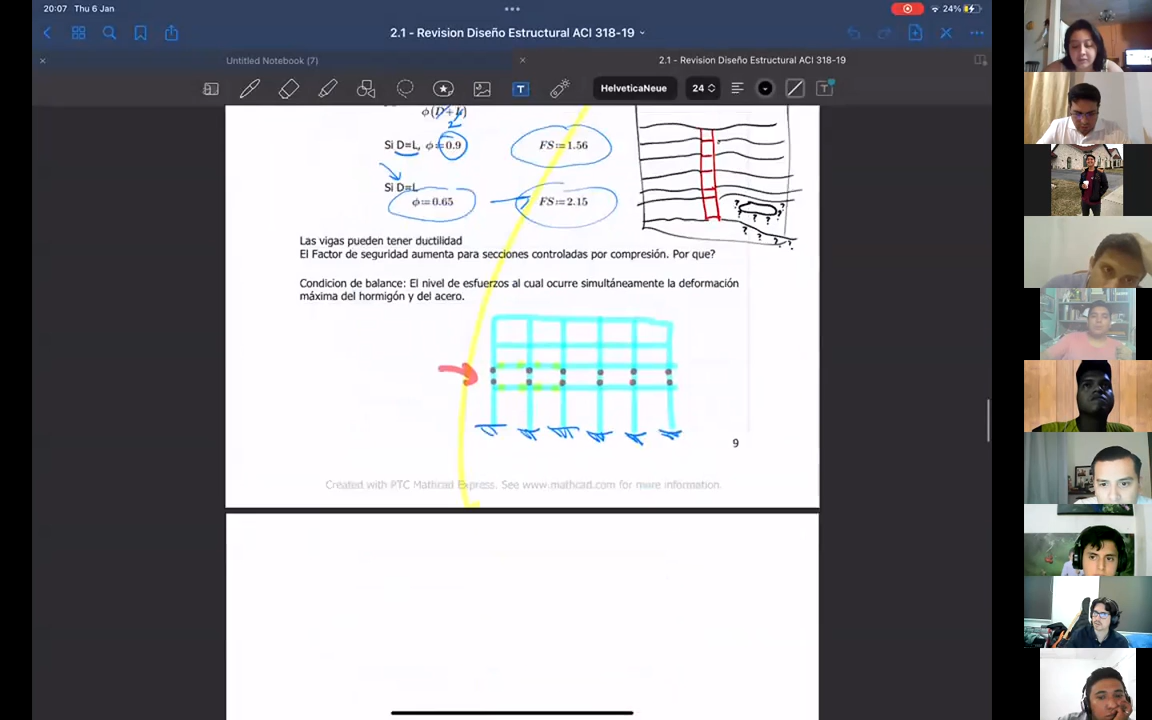 20:07 Thu 6 Jan
24%
2.1 - Revision Diseño Estructural ACI 318-19
Untitled Notebook (7)
2.1 - Revision Diseño Estructural ACI 318-19
HelveticaNeue 24
ϕ(D+L)
2
Si D=L, ϕ=0.9 FS:=1.56
Si D=L
ϕ:=0.65 FS:=2.15
? ? ? ? ? ? ? ? ? ?
Las vigas pueden tener ductilidad
El Factor de seguridad aumenta para secciones controladas por compresión. Por que?
Condicion de balance: El nivel de esfuerzos al cual ocurre simultáneamente la deformación
máxima del hormigón y del acero.
9
Created with PTC Mathcad Express. See www.mathcad.com for more information.